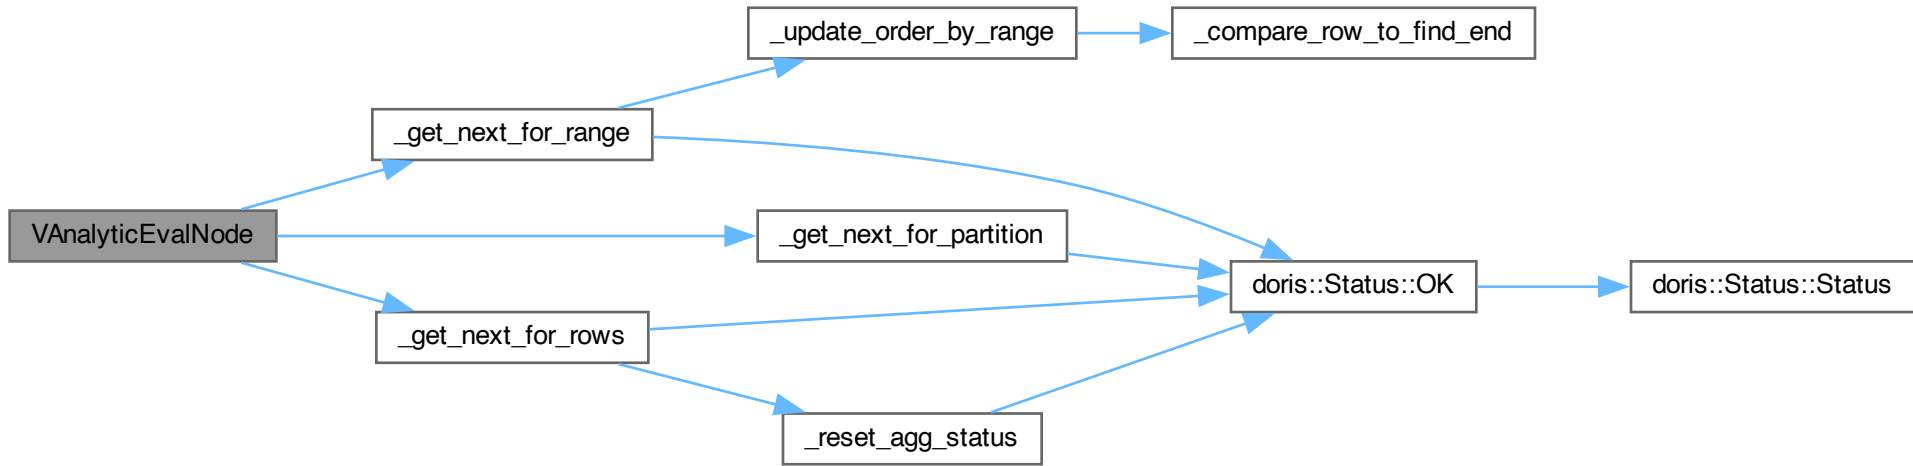 _update_order_by_range
_compare_row_to_find_end
_get_next_for_range
VAnalyticEvalNode
_get_next_for_partition
doris::Status::OK
doris::Status::Status
_get_next_for_rows
_reset_agg_status